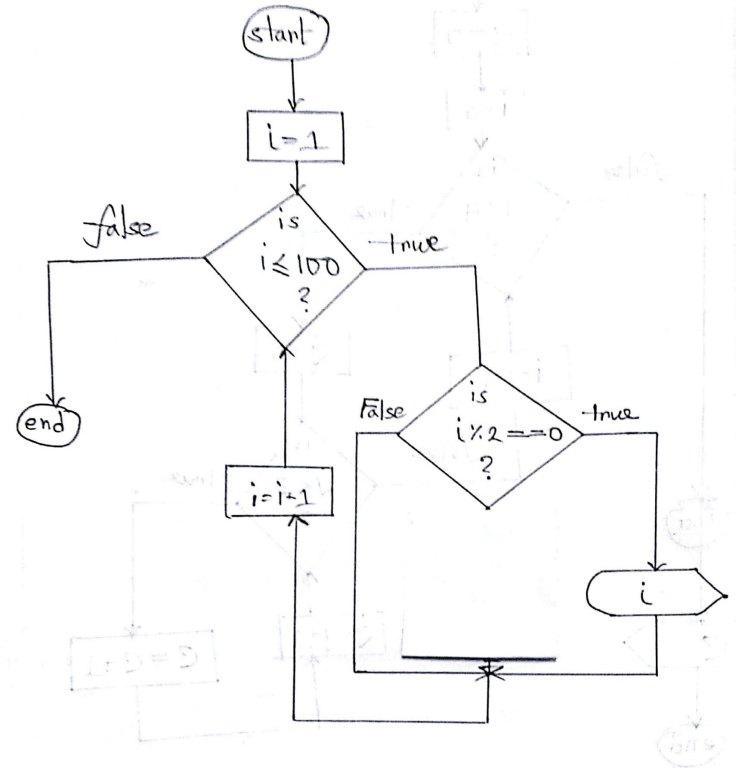 start
i=1
is
i≤100
?
false
true
end
is
i%2==0
?
False
true
i=i+1
i